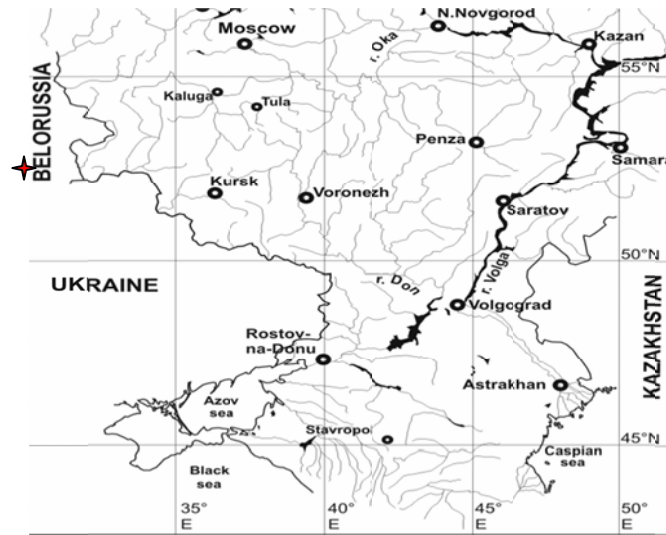 N.Novgorod
Moscow
Kazan
r. Oka
55°
N
Kaluga
Tula
BELORUSSIA
Penza
Samara
Kursk
Voronezh
Saratov
50°
N
UKRAINE
r. Don
r. Volga
Volgograd
Rostov-
na-Donu
KAZAKHSTAN
Astrakhan
Azov
sea
Stavropol
45°
N
Caspian
sea
Black
sea
35°
E
40°
E
45°
E
50°
E